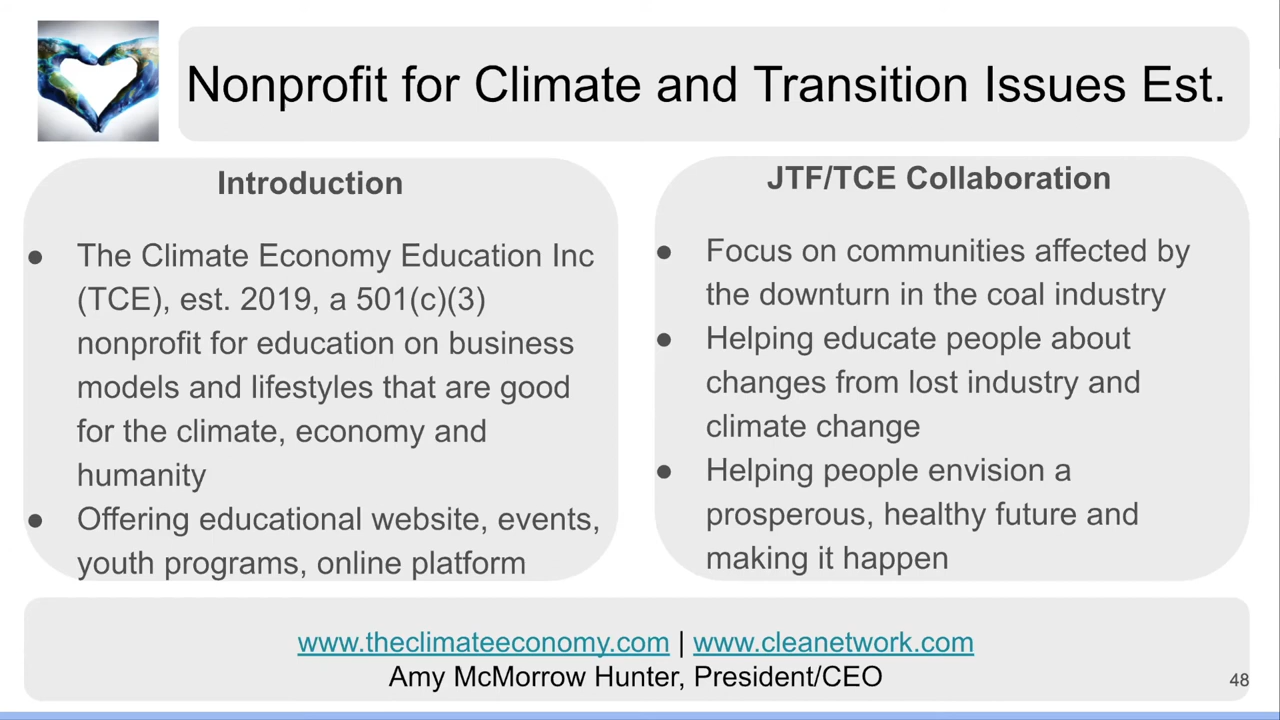 Nonprofit for Climate and Transition Issues Est.
Introduction
● The Climate Economy Education Inc
(TCE), est. 2019, a 501(c)(3)
nonprofit for education on business
models and lifestyles that are good
for the climate, economy and
humanity
● Offering educational website, events,
youth programs, online platform
JTF/TCE Collaboration
● Focus on communities affected by
the downturn in the coal industry
● Helping educate people about
changes from lost industry and
climate change
● Helping people envision a
prosperous, healthy future and
making it happen
www.theclimateeconomy.com | www.cleanetwork.com
Amy McMorrow Hunter, President/CEO
48